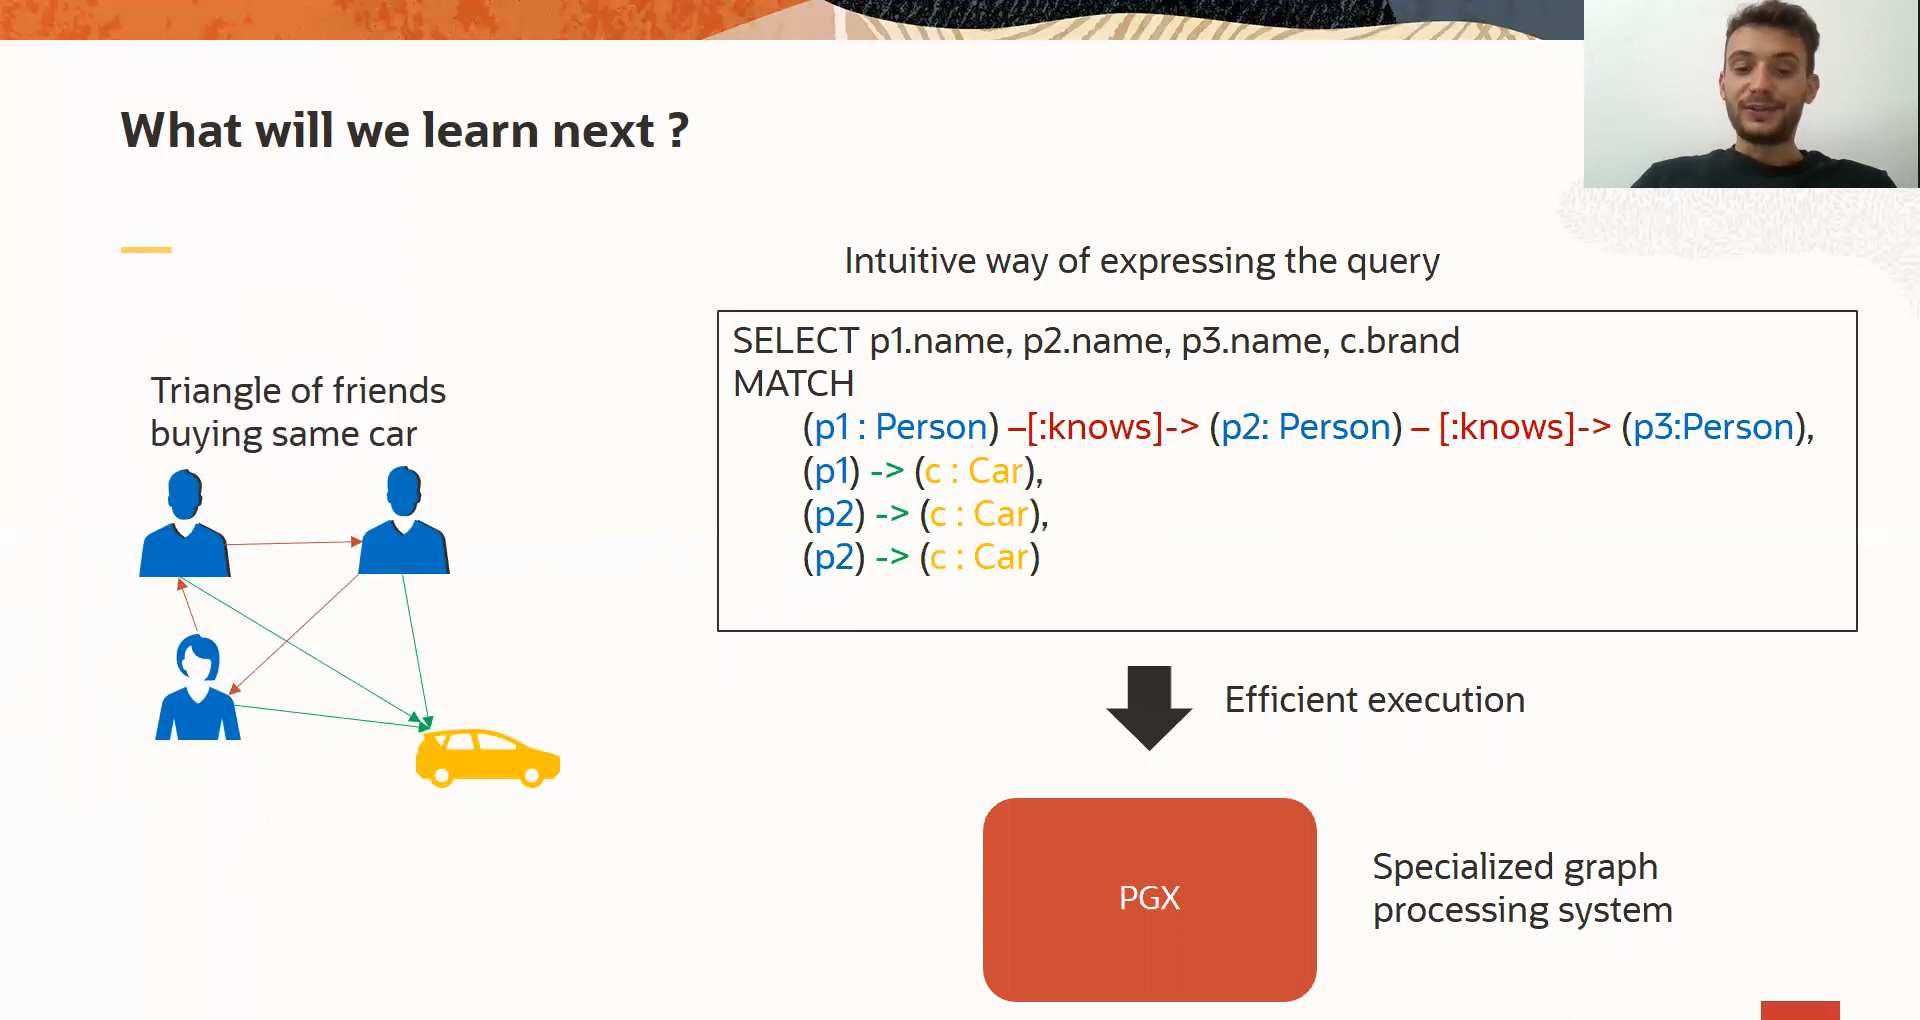 What will we learn next ?
Intuitive way of expressing the query
SELECT p1.name, p2.name, p3.name, c.brand
MATCH
(p1 : Person) –[:knows]-> (p2: Person) – [:knows]-> (p3:Person),
(p1) -> (c : Car),
(p2) -> (c : Car),
(p2) -> (c : Car)
Triangle of friends
buying same car
Efficient execution
PGX
Specialized graph
processing system